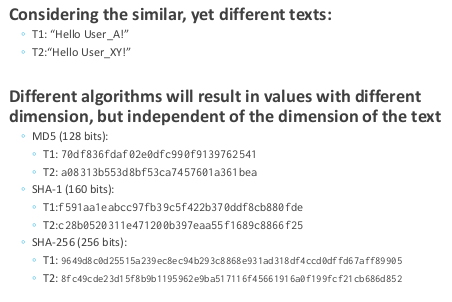 Considering the similar, yet different texts:
T1: “Hello User_A!”
T2:“Hello User_XY!”
Different algorithms will result in values with different
dimension, but independent of the dimension of the text
MD5 (128 bits):
T1: 70df836fdaf02e0dfc990f9139762541
T2: a08313b553d8bf53ca7457601a361bea
SHA-1 (160 bits):
T1:f591aa1eabcc97fb39c5f422b370ddf8cb880fde
T2:c28b0520311e471200b397eaa55f1689c8866f25
SHA-256 (256 bits):
T1: 9649d8c0d25515a239ec8ec94b293c8868e931ad318df4ccd0dffd67aff89905
T2: 8fc49cde23d15f8b9b1195962e9ba517116f45661916a0f199fcf21cb686d852